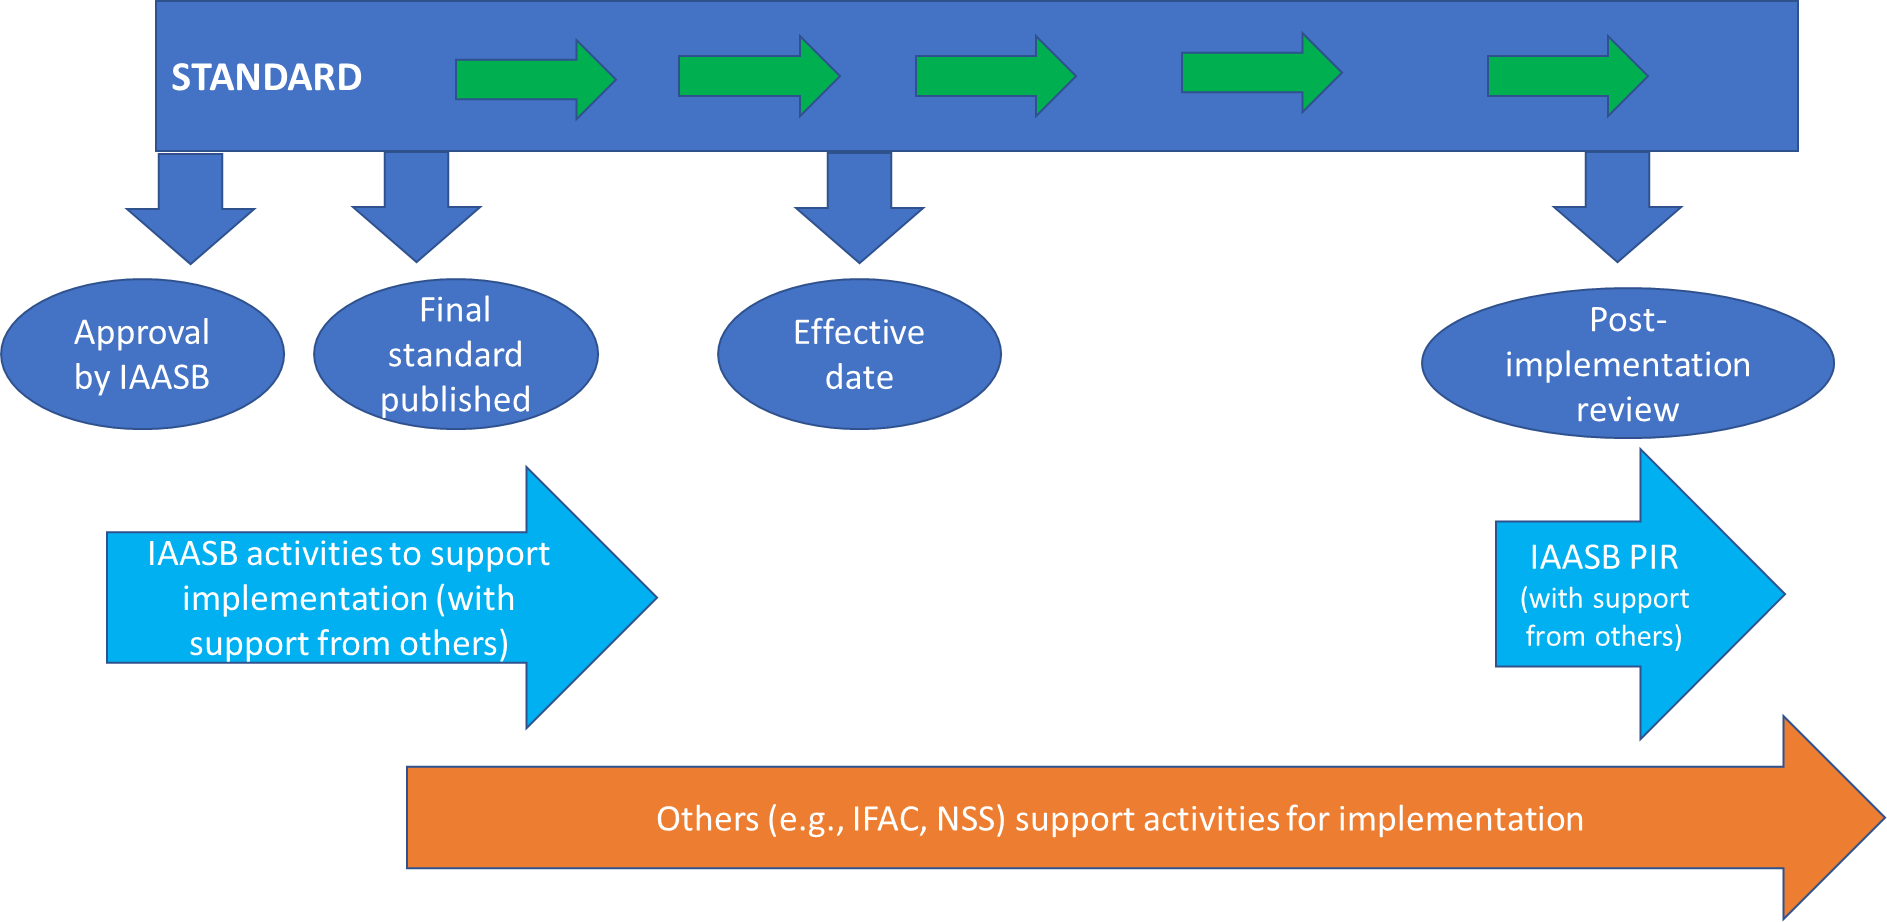 STANDARD
Approval
by IAASB
Final
standard
published
Effective
date
Post-
implementation
review
IAASB activities to support
implementation (with
support from others)
IAASB PIR
(with support
from others)
Others (e.g., IFAC, NSS) support activities for implementation